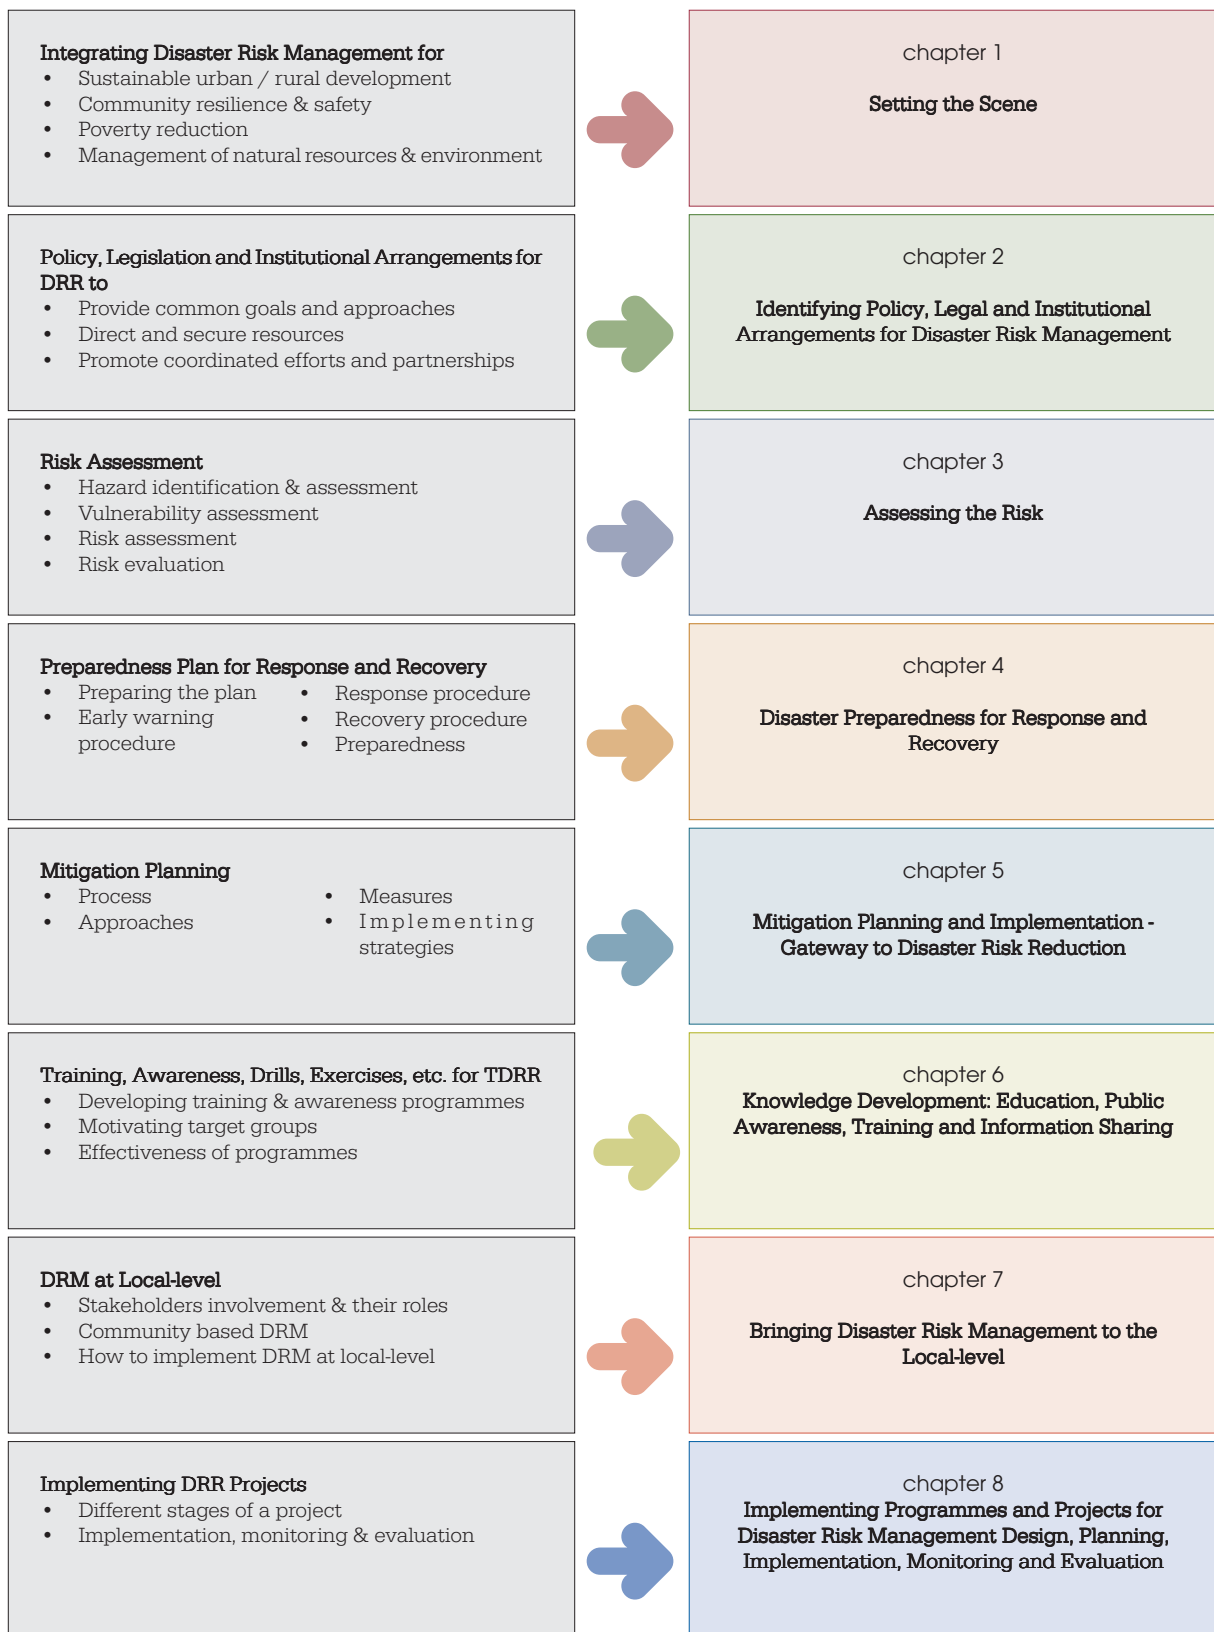 Integrating Disaster Risk Management for
• Sustainable urban / rural development
• Community resilience & safety
• Poverty reduction
• Management of natural resources & environment
chapter 1
Setting the Scene
Policy, Legislation and Institutional Arrangements for
DRR to
• Provide common goals and approaches
• Direct and secure resources
• Promote coordinated efforts and partnerships
chapter 2
Identifying Policy, Legal and Institutional
Arrangements for Disaster Risk Management
Risk Assessment
• Hazard identification & assessment
• Vulnerability assessment
• Risk assessment
• Risk evaluation
chapter 3
Assessing the Risk
Preparedness Plan for Response and Recovery
• Preparing the plan
• Early warning
procedure
• Response procedure
• Recovery procedure
• Preparedness
chapter 4
Disaster Preparedness for Response and
Recovery
Mitigation Planning
• Process
• Approaches
• Measures
• Implementing
strategies
chapter 5
Mitigation Planning and Implementation -
Gateway to Disaster Risk Reduction
Training, Awareness, Drills, Exercises, etc. for TDRR
• Developing training & awareness programmes
• Motivating target groups
• Effectiveness of programmes
chapter 6
Knowledge Development: Education, Public
Awareness, Training and Information Sharing
DRM at Local-level
• Stakeholders involvement & their roles
• Community based DRM
• How to implement DRM at local-level
chapter 7
Bringing Disaster Risk Management to the
Local-level
Implementing DRR Projects
• Different stages of a project
• Implementation, monitoring & evaluation
chapter 8
Implementing Programmes and Projects for
Disaster Risk Management Design, Planning,
Implementation, Monitoring and Evaluation